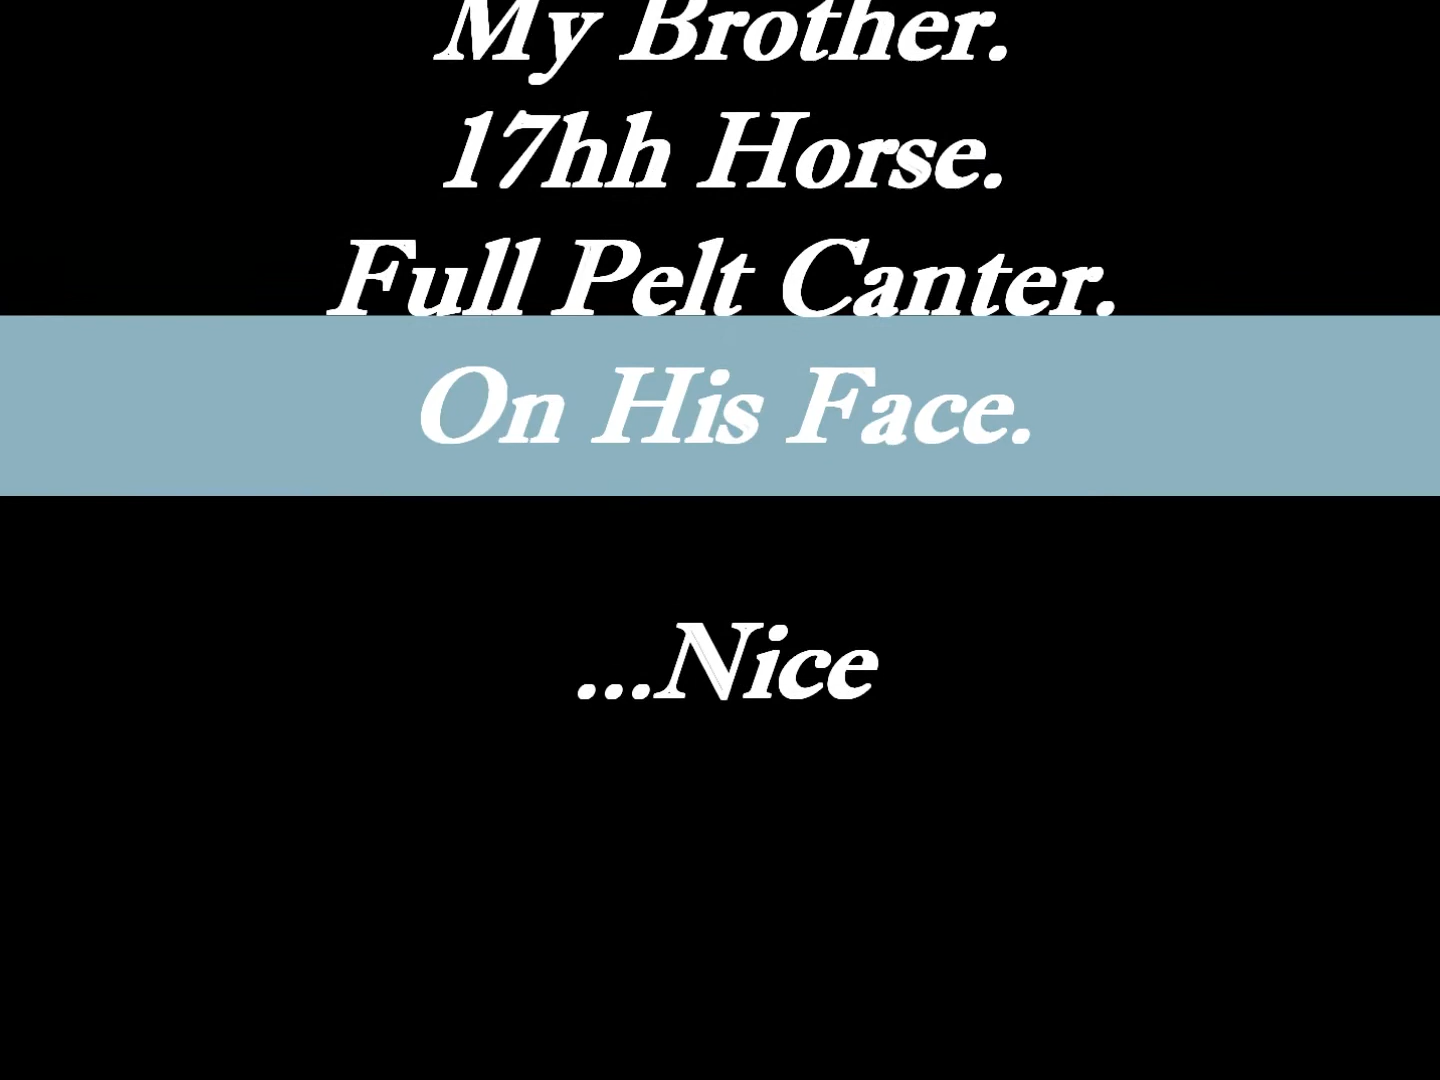 My Brother.
17hh Horse.
Full Pelt Canter.
On His Face.
...Nice